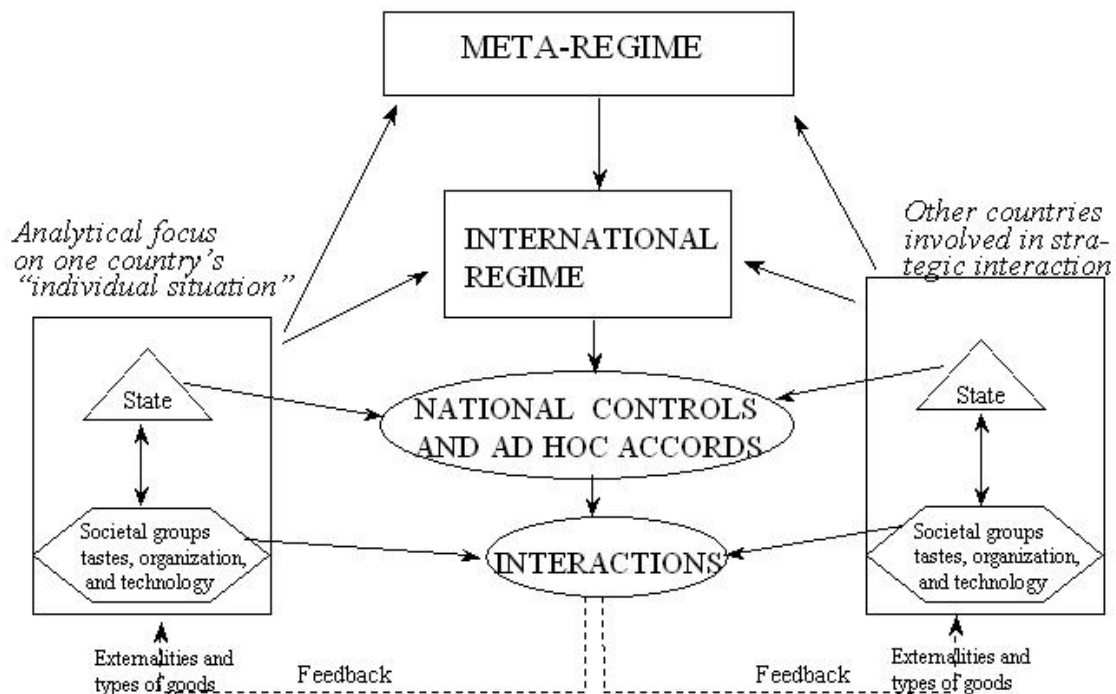 META-REGIME
Analytical focus
on one country's
"individual situation"
INTERNATIONAL
REGIME
Other countries
involved in stra-
tegic interaction
State
NATIONAL CONTROLS
AND AD HOC ACCORDS
State
Societal groups
tastes, organization,
and technology
INTERACTIONS
Societal groups
tastes, organization,
and technology
Externalities and
types of goods
Feedback
Feedback
Externalities and
types of goods